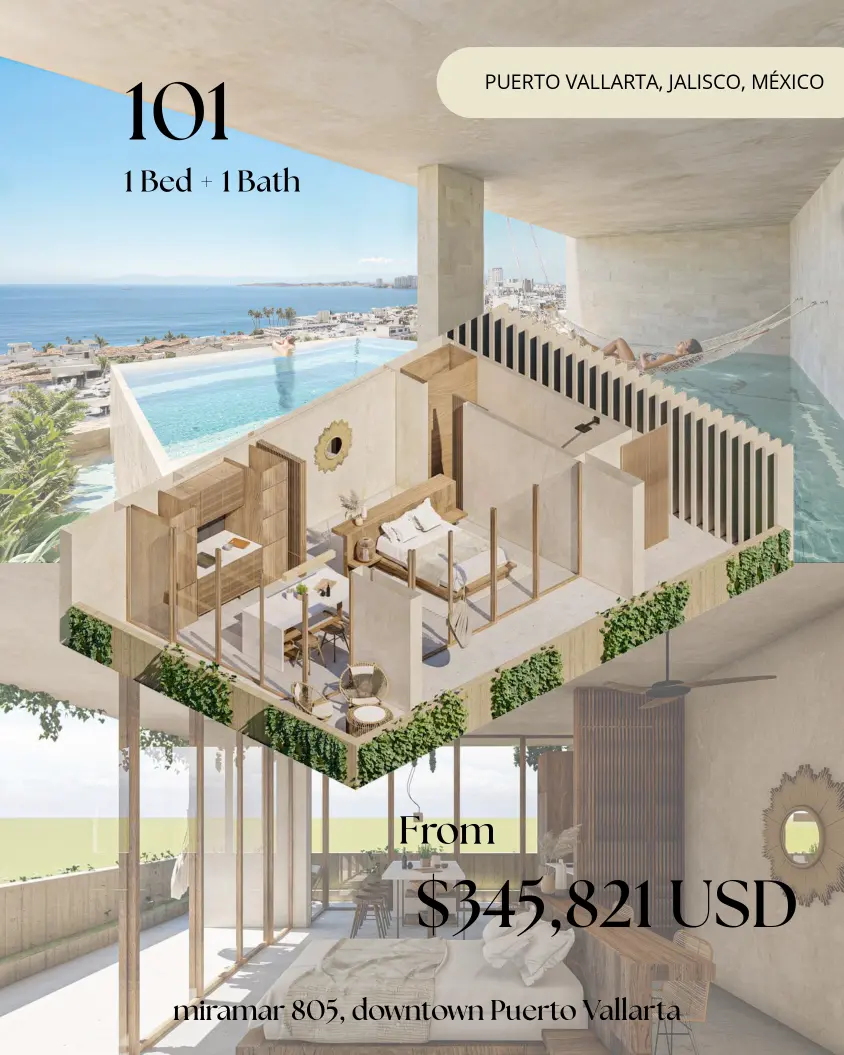 PUERTO VALLARTA, JALISCO, MÉXICO
101
1 Bed + 1 Bath
From
$345,821 USD
miramar 805, downtown Puerto Vallarta